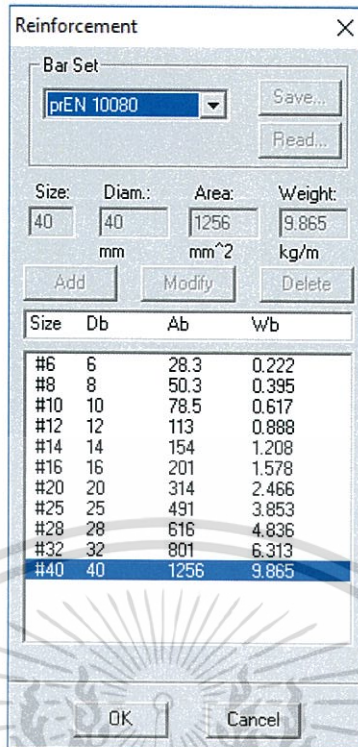 Reinforcement
Bar Set
prEN 10080
Save...
Read...
Size: Diam.: Area: Weight:
40 40 1256 9.865
mm mm^2 kg/m
Add Modify Delete
Size Db Ab Wb
#6 6 28.3 0.222
#8 8 50.3 0.395
#10 10 78.5 0.617
#12 12 113 0.888
#14 14 154 1.208
#16 16 201 1.578
#20 20 314 2.466
#25 25 491 3.853
#28 28 616 4.836
#32 32 801 6.313
#40 40 1256 9.865
OK Cancel